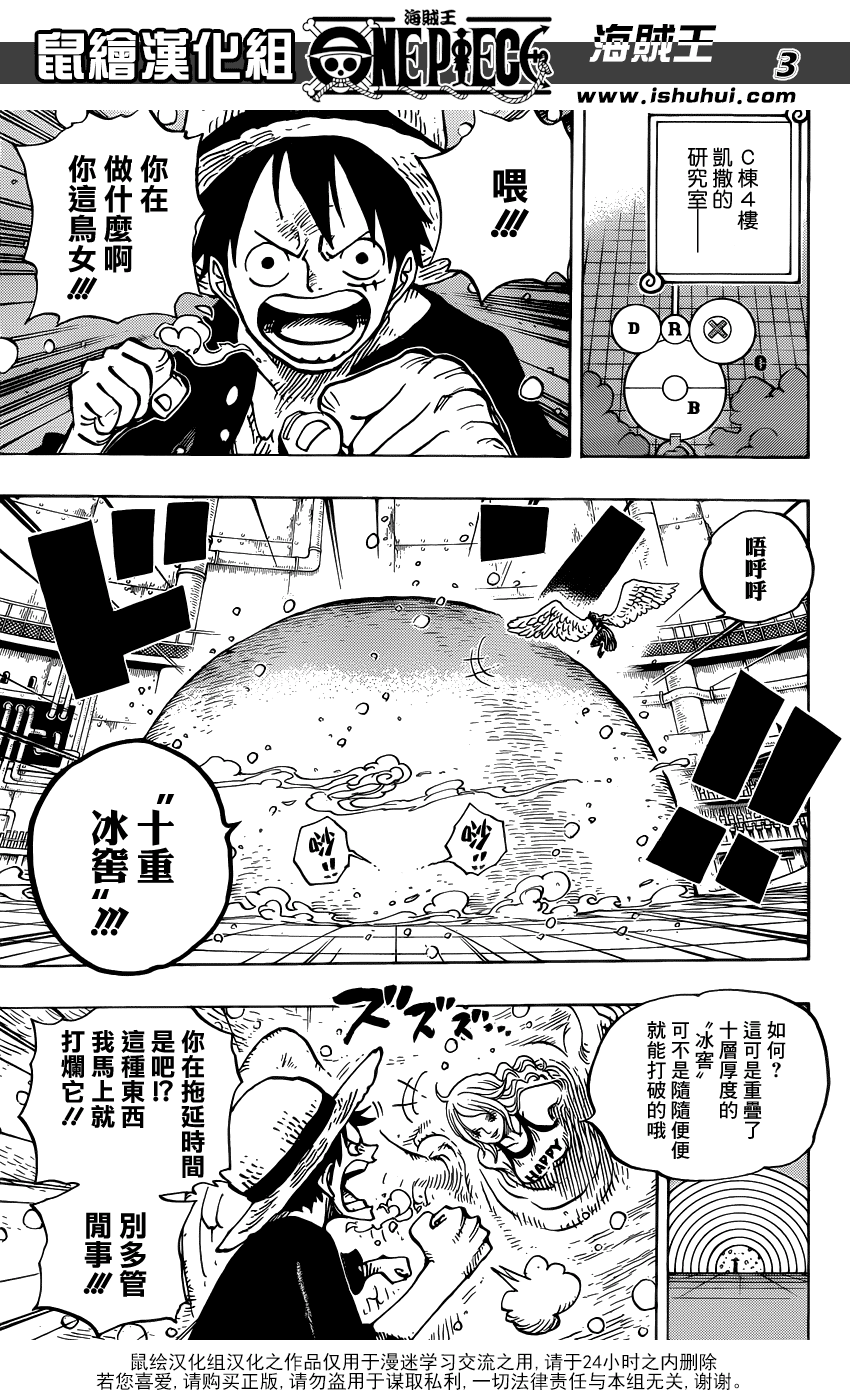 鼠繪漢化組
海賊王
ONE PIECE
海賊王
3
www.ishuhui.com
C棟4樓
凱撒的
研究室——
D
R
B
C
喂!!!
你在
做什麼啊
你這鳥女!!!
唔呼呼
ドドドド!!
“十重
冰窖”!!!
如何?
這可是重疊了
十層厚度的
“冰窖”
可不是隨隨便便
就能打破的哦
ズズズ…
HAPPY
你在拖延時間
是吧!?
這種東西
我馬上就
打爛它!!
別多管
閒事!!!
鼠绘汉化组汉化之作品仅用于漫迷学习交流之用, 请于24小时之内删除
若您喜爱, 请购买正版, 请勿盗用于谋取私利, 一切法律责任与本组无关, 谢谢。